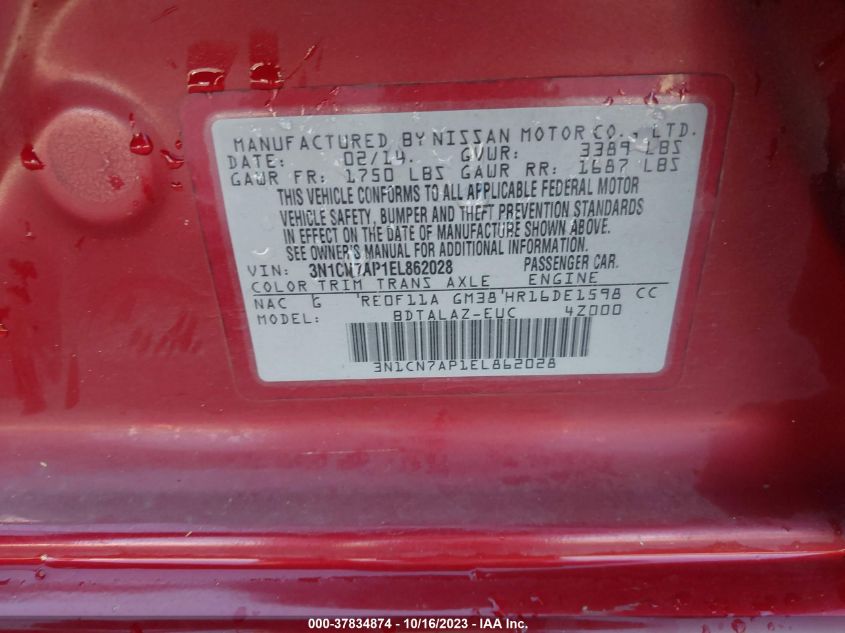 MANUFACTURED BY NISSAN MOTOR CO., LTD.
DATE: 02/14. GVWR: 3389 LBS
GAWR FR: 1750 LBS GAWR RR: 1687 LBS
THIS VEHICLE CONFORMS TO ALL APPLICABLE FEDERAL MOTOR
VEHICLE SAFETY, BUMPER AND THEFT PREVENTION STANDARDS
IN EFFECT ON THE DATE OF MANUFACTURE SHOWN ABOVE.
SEE OWNER'S MANUAL FOR ADDITIONAL INFORMATION.
VIN: 3N1CN7AP1EL862028 PASSENGER CAR.
COLOR TRIM TRANS AXLE ENGINE
NAC G RE0F11A GM38 HR16DE1598 CC
MODEL: BDTALAZ-EUC 4Z000
3N1CN7AP1EL862028
000-37834874 - 10/16/2023 - IAA Inc.